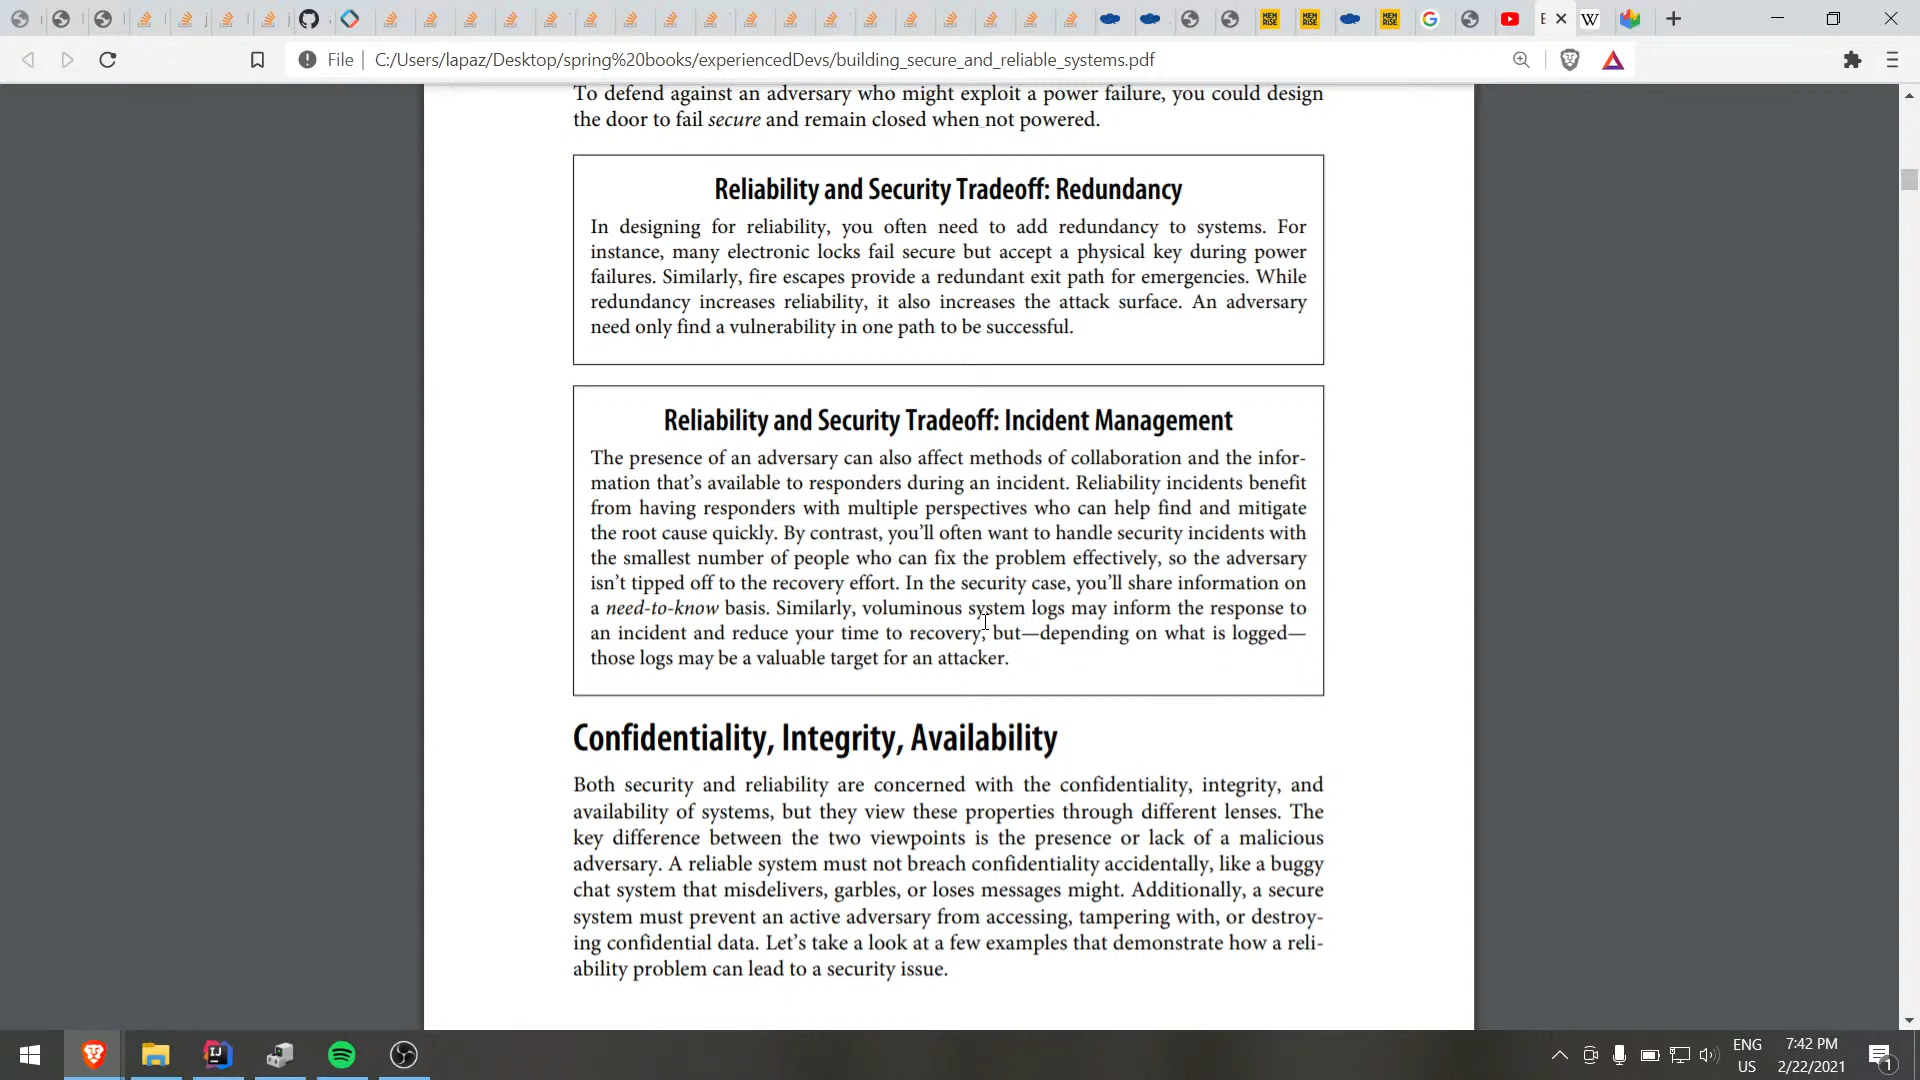 File
C:/Users/lapaz/Desktop/spring%20books/experiencedDevs/building_secure_and_reliable_systems.pdf
To defend against an adversary who might exploit a power failure, you could design
the door to fail secure and remain closed when not powered.
Reliability and Security Tradeoff: Redundancy
In designing for reliability, you often need to add redundancy to systems. For
instance, many electronic locks fail secure but accept a physical key during power
failures. Similarly, fire escapes provide a redundant exit path for emergencies. While
redundancy increases reliability, it also increases the attack surface. An adversary
need only find a vulnerability in one path to be successful.
Reliability and Security Tradeoff: Incident Management
The presence of an adversary can also affect methods of collaboration and the infor-
mation that’s available to responders during an incident. Reliability incidents benefit
from having responders with multiple perspectives who can help find and mitigate
the root cause quickly. By contrast, you’ll often want to handle security incidents with
the smallest number of people who can fix the problem effectively, so the adversary
isn’t tipped off to the recovery effort. In the security case, you’ll share information on
a need-to-know basis. Similarly, voluminous system logs may inform the response to
an incident and reduce your time to recovery, but—depending on what is logged—
those logs may be a valuable target for an attacker.
Confidentiality, Integrity, Availability
Both security and reliability are concerned with the confidentiality, integrity, and
availability of systems, but they view these properties through different lenses. The
key difference between the two viewpoints is the presence or lack of a malicious
adversary. A reliable system must not breach confidentiality accidentally, like a buggy
chat system that misdelivers, garbles, or loses messages might. Additionally, a secure
system must prevent an active adversary from accessing, tampering with, or destroy-
ing confidential data. Let’s take a look at a few examples that demonstrate how a reli-
ability problem can lead to a security issue.
ENG
US
7:42 PM
2/22/2021
1